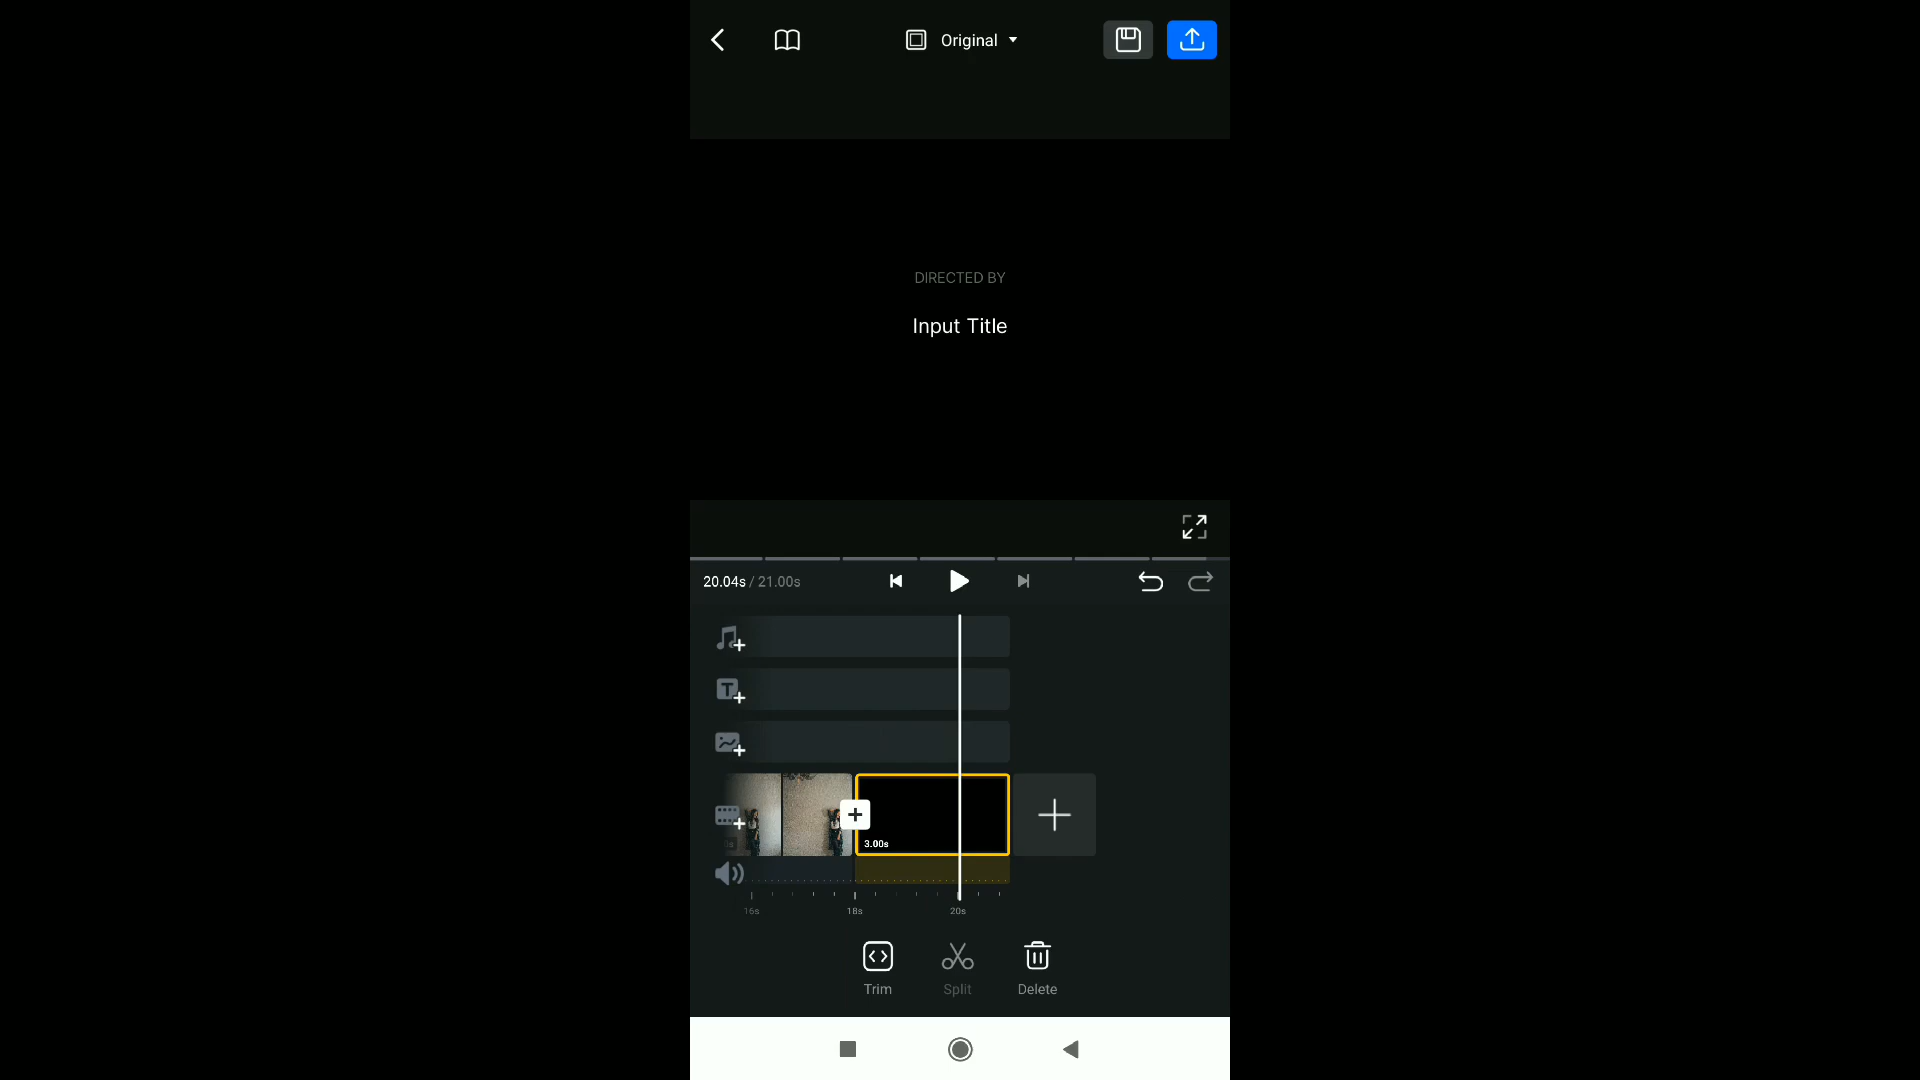 Original
DIRECTED BY
Input Title
20.04s / 21.00s
3.00s
16s
18s
20s
Trim
Split
Delete